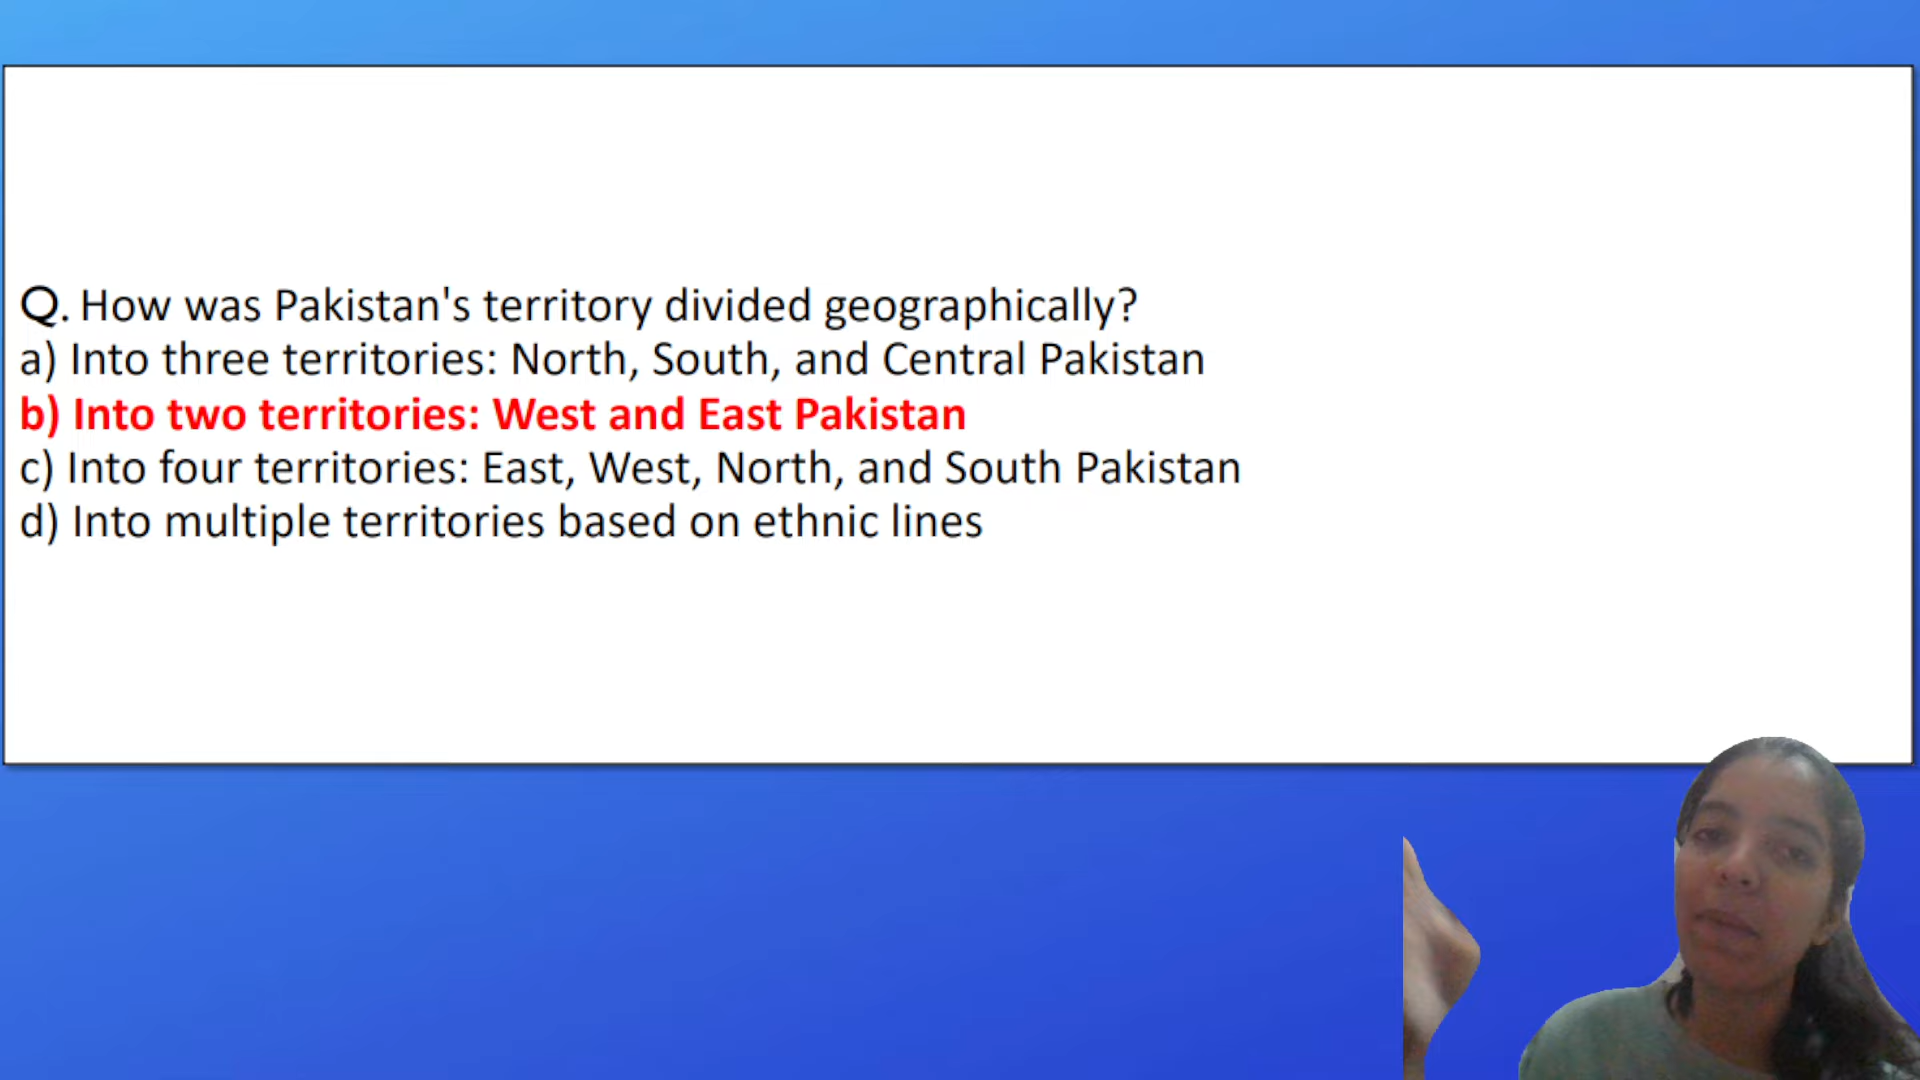 Q. How was Pakistan's territory divided geographically?
a) Into three territories: North, South, and Central Pakistan
b) Into two territories: West and East Pakistan
c) Into four territories: East, West, North, and South Pakistan
d) Into multiple territories based on ethnic lines